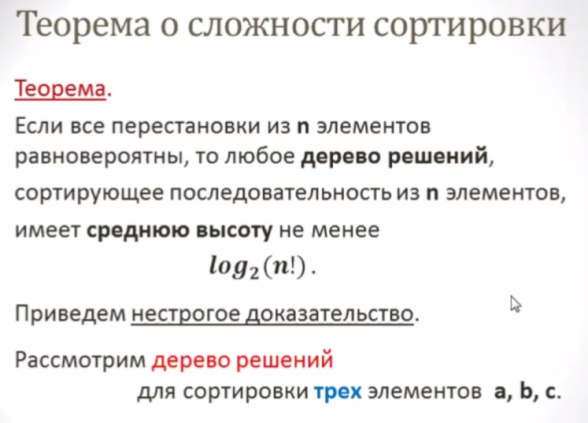 Теорема о сложности сортировки
Теорема.
Если все перестановки из n элементов
равновероятны, то любое дерево решений,
сортирующее последовательность из n элементов,
имеет среднюю высоту не менее
log₂(n!) .
Приведем нестрогое доказательство.
Рассмотрим дерево решений
для сортировки трех элементов a, b, c.